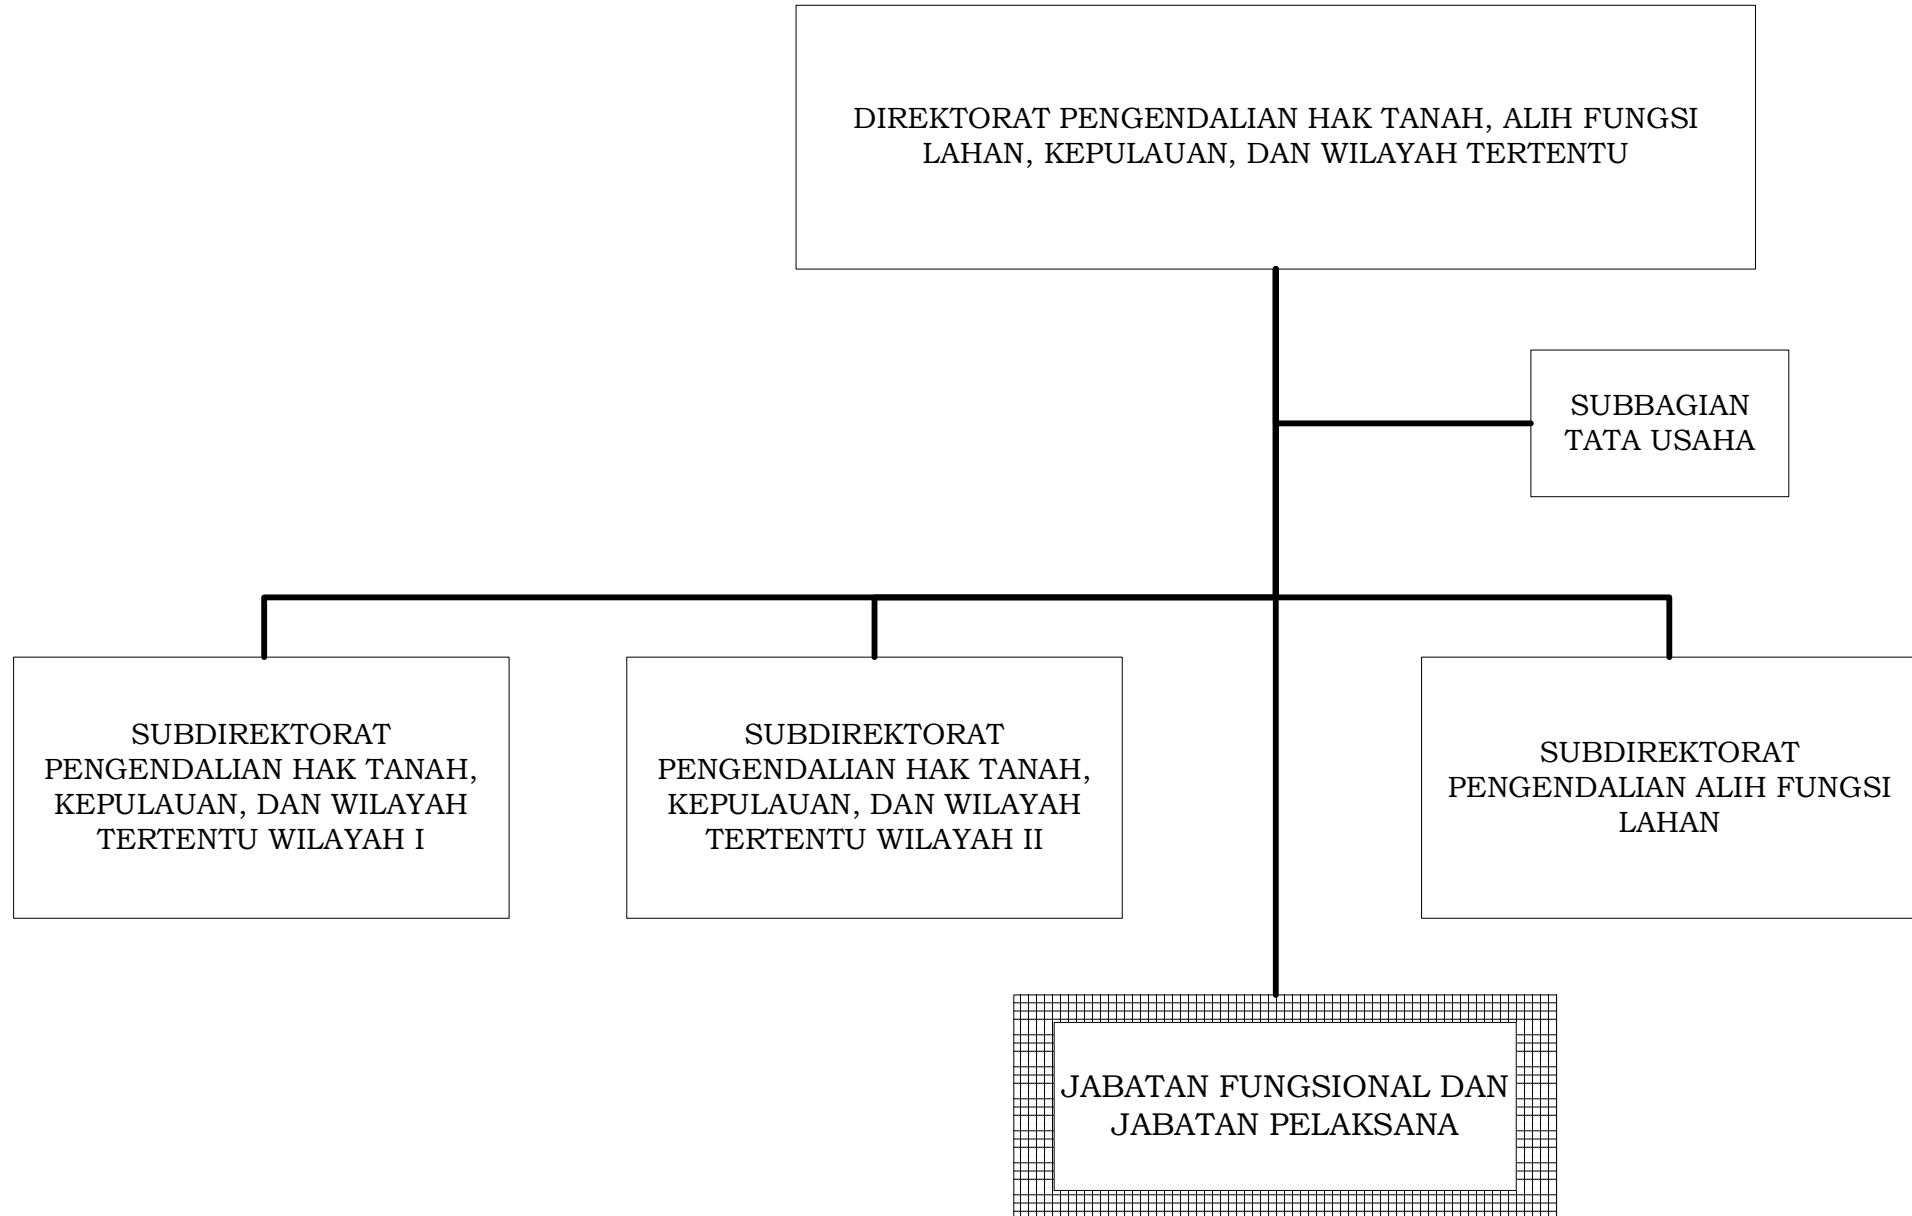 DIREKTORAT PENGENDALIAN HAK TANAH, ALIH FUNGSI
LAHAN, KEPULAUAN, DAN WILAYAH TERTENTU
SUBBAGIAN
TATA USAHA
SUBDIREKTORAT
PENGENDALIAN HAK TANAH,
KEPULAUAN, DAN WILAYAH
TERTENTU WILAYAH I
SUBDIREKTORAT
PENGENDALIAN HAK TANAH,
KEPULAUAN, DAN WILAYAH
TERTENTU WILAYAH II
SUBDIREKTORAT
PENGENDALIAN ALIH FUNGSI
LAHAN
JABATAN FUNGSIONAL DAN
JABATAN PELAKSANA